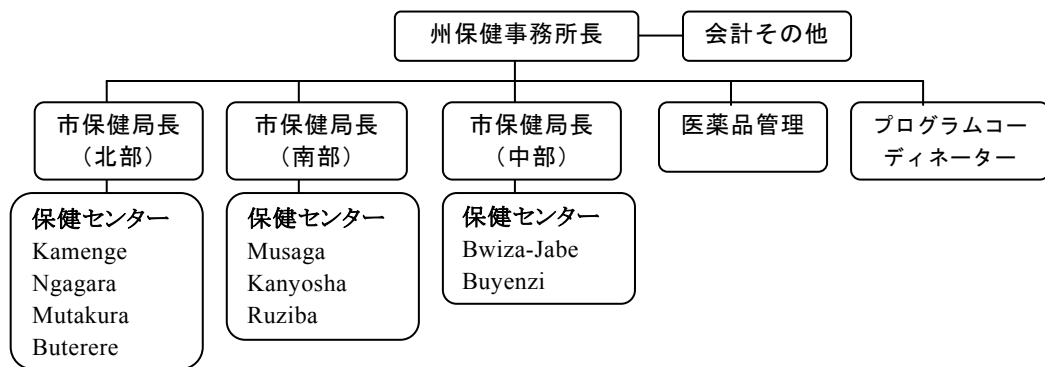 州保健事務所長
会計その他
市保健局長
（北部）
市保健局長
（南部）
市保健局長
（中部）
医薬品管理
プログラムコー
ディネーター
保健センター
Kamenge
Ngagara
Mutakura
Buterere
保健センター
Musaga
Kanyosha
Ruziba
保健センター
Bwiza-Jabe
Buyenzi